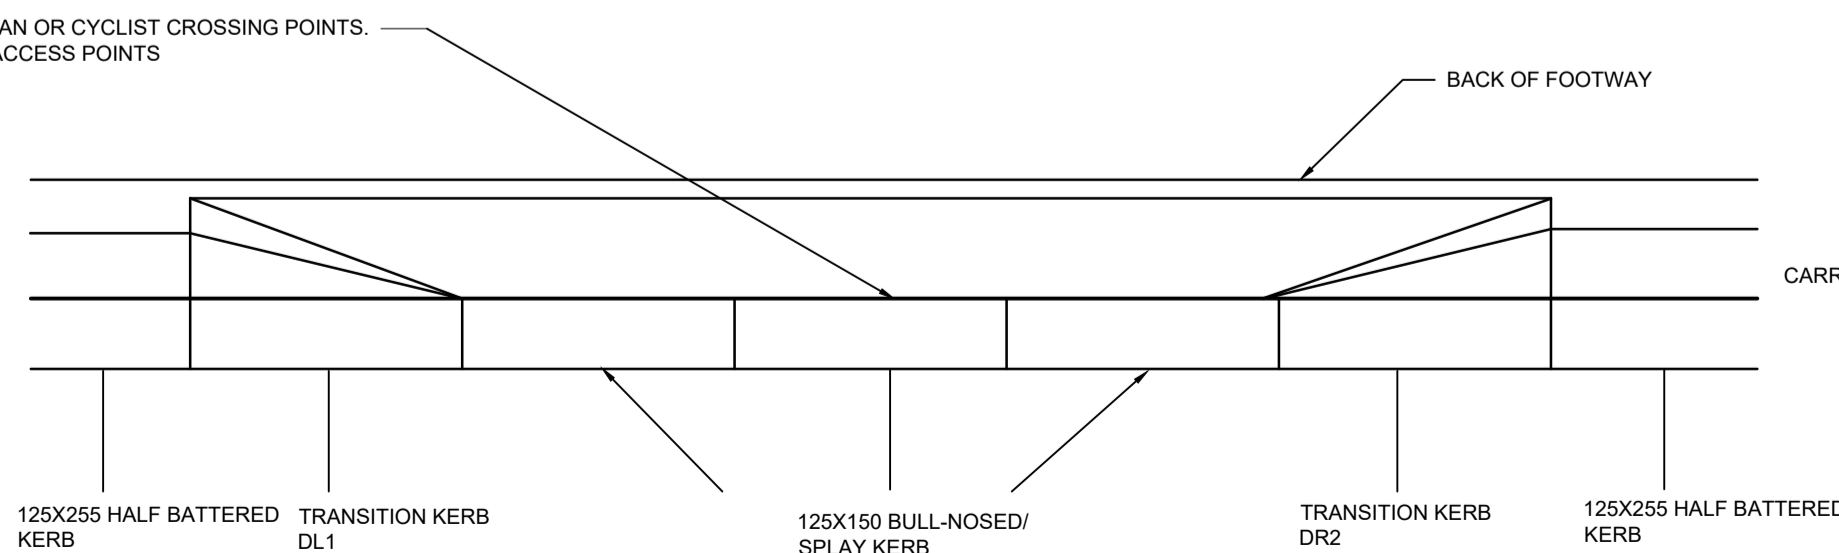 AN OR CYCLIST CROSSING POINTS.
ACCESS POINTS
BACK OF FOOTWAY
CARR
125X255 HALF BATTERED
KERB
TRANSITION KERB
DL1
125X150 BULL-NOSED/
SPLAY KERB
TRANSITION KERB
DR2
125X255 HALF BATTERED
KERB